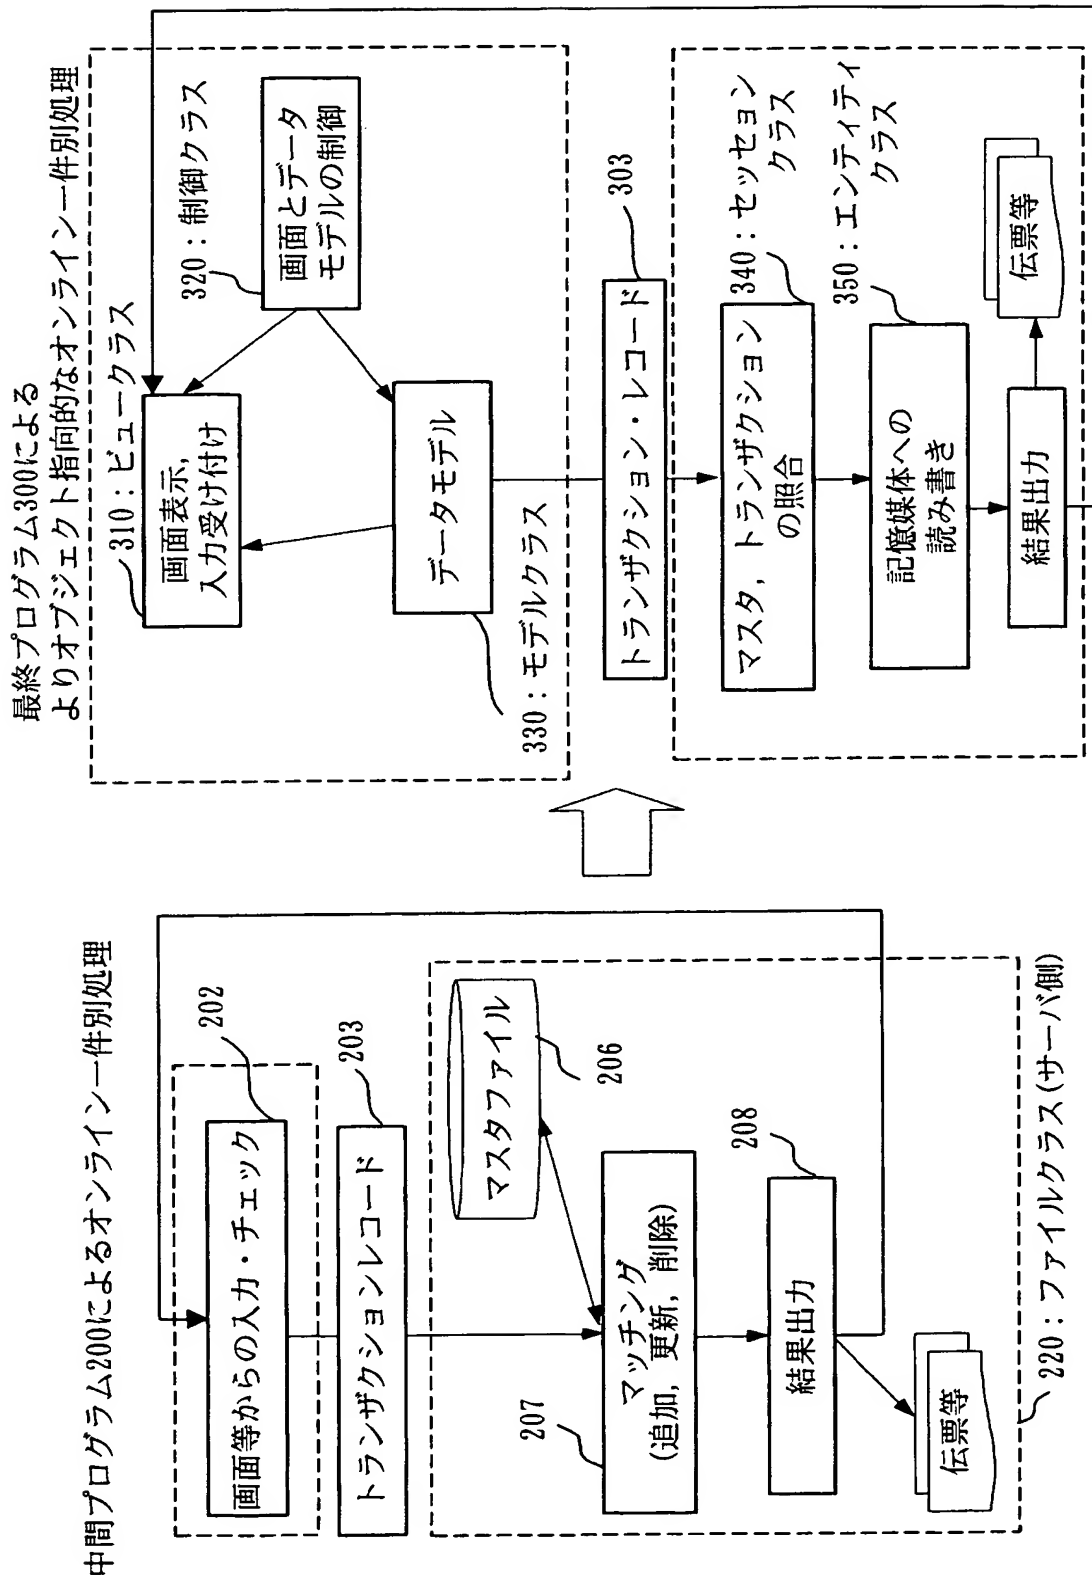 中間プログラム200によるオンライン一件別処理
202
画面等からの入力・チェック
203
トランザクションレコード
マスタファイル
206
207
マッチング
(追加, 更新, 削除)
208
結果出力
伝票等
220:ファイルクラス(サーバ側)
最終プログラム300による
よりオブジェクト指向的なオンライン一件別処理
310:ビュークラス
画面表示,
入力受け付け
320:制御クラス
画面とデータ
モデルの制御
データモデル
330:モデルクラス
303
トランザクション・レコード
340:セッション
クラス
マスタ, トランザクション
の照合
350:エンティティ
クラス
記憶媒体への
読み書き
結果出力
伝票等